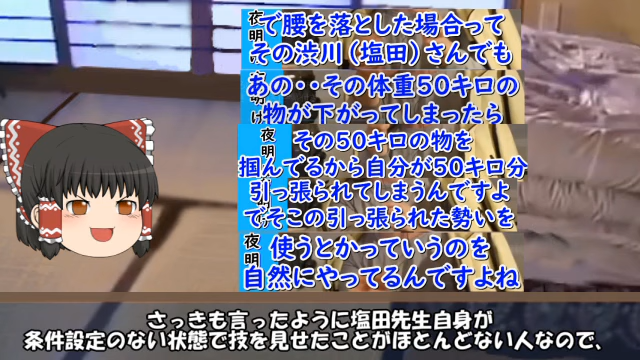 で腰を落とした場合って
その渋川(塩田)さんでも
あの・・その体重50キロの
物が下がってしまったら
その50キロの物を
掴んでるから自分が50キロ分
引っ張られてしまうんですよ
でそこの引っ張られた勢いを
使うとかっていうのを
自然にやってるんですよね
さっきも言ったように塩田先生自身が
条件設定のない状態で技を見せたことがほとんどない人なので、